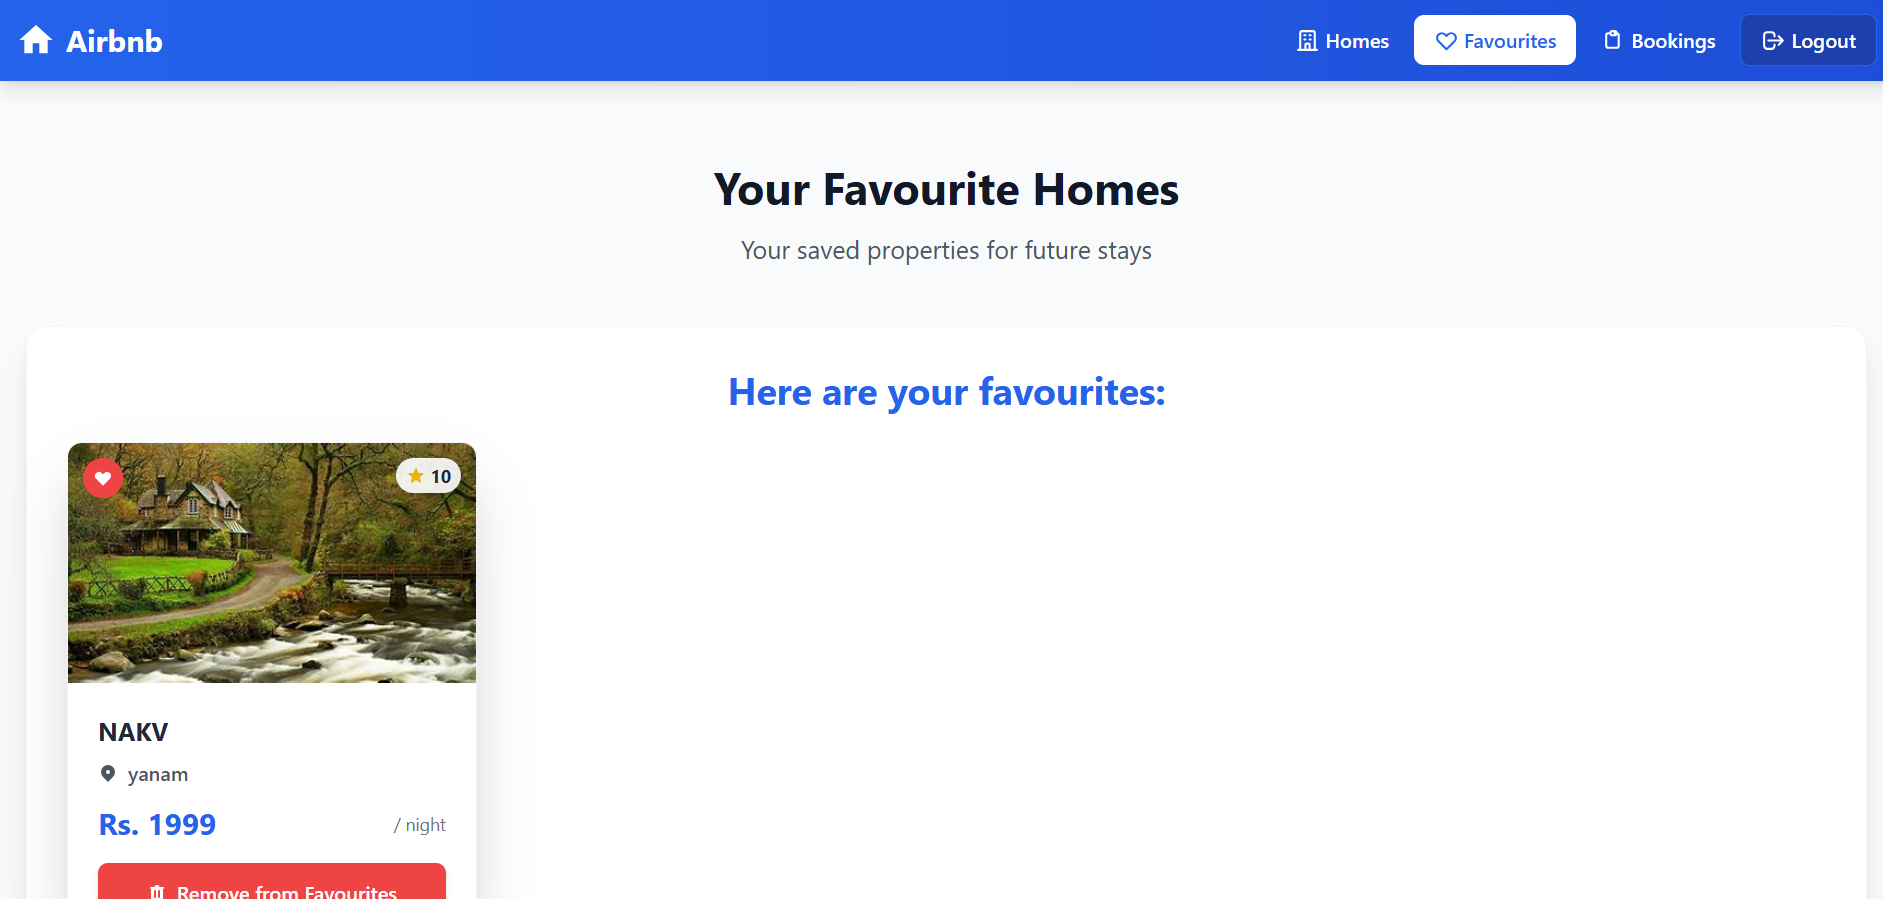 Airbnb
Homes
Favourites
Bookings
Logout
Your Favourite Homes
Your saved properties for future stays
Here are your favourites:
10
NAKV
yanam
Rs. 1999
/ night
Remove from Favourites